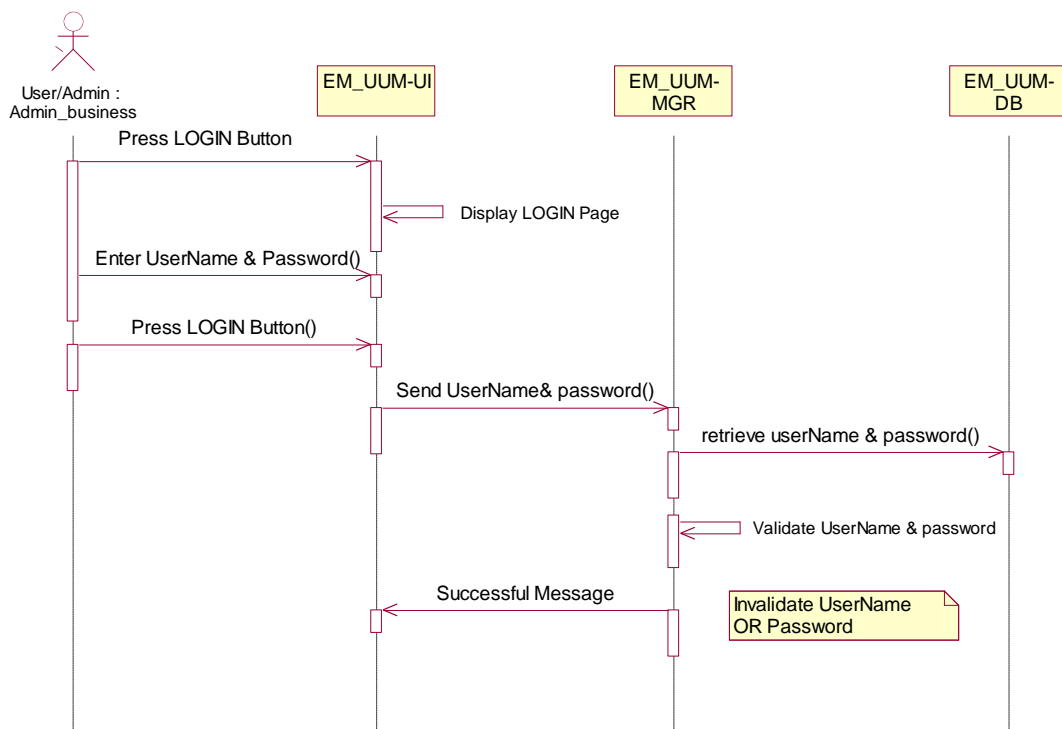 User/Admin :
Admin_business
EM_UUM-UI
EM_UUM-
MGR
EM_UUM-
DB
Press LOGIN Button
Display LOGIN Page
Enter UserName & Password()
Press LOGIN Button()
Send UserName& password()
retrieve userName & password()
Validate UserName & password
Successful Message
Invalidate UserName
OR Password